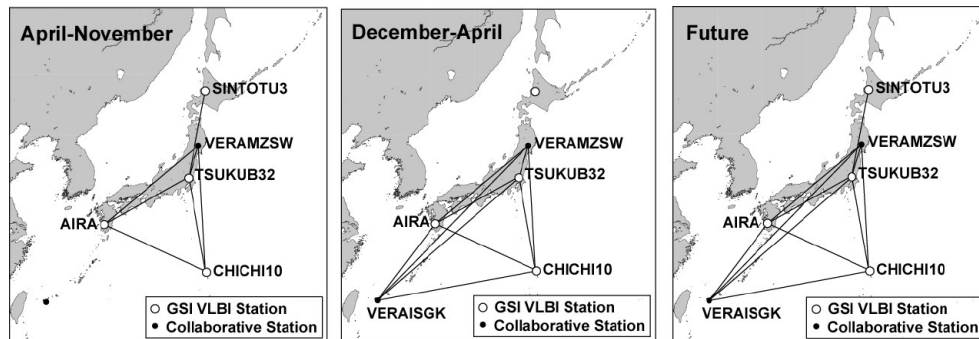 April-November
SINTOTU3
VERAMZSW
TSUKUB32
AIRA
CHICHI10
GSI VLBI Station
Collaborative Station
December-April
VERAMZSW
TSUKUB32
AIRA
CHICHI10
VERAISGK
GSI VLBI Station
Collaborative Station
Future
SINTOTU3
VERAMZSW
TSUKUB32
AIRA
CHICHI10
VERAISGK
GSI VLBI Station
Collaborative Station